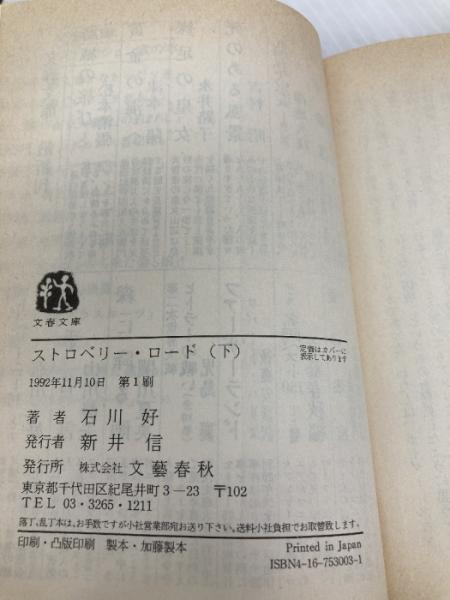 文春文庫
ストロベリー・ロード（下）
定価はカバーに
表示してあります
1992年11月10日　第1刷
著　者　石川　好
発行者　新井　信
発行所　株式会社 文藝春秋
東京都千代田区紀尾井町3―23　〒102
TEL 03・3265・1211
落丁、乱丁本は、お手数ですが小社営業部宛お送り下さい。送料小社負担でお取替致します。
印刷・凸版印刷　製本・加藤製本
Printed in Japan
ISBN4-16-753003-1